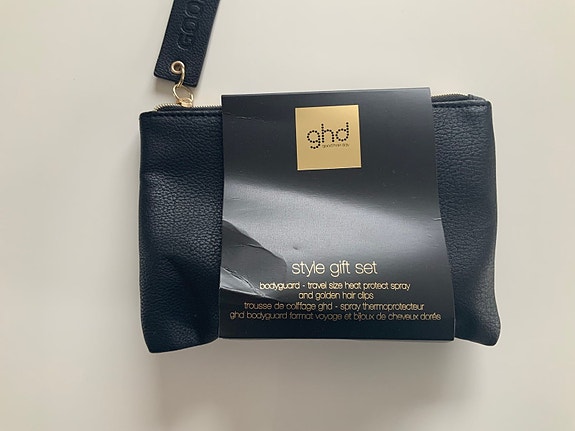 GOOD
ghd
good hair day
style gift set
bodyguard - travel size heat protect spray
and golden hair clips
trousse de coiffage ghd - spray thermoprotecteur
ghd bodyguard format voyage et bijoux de cheveux dorés